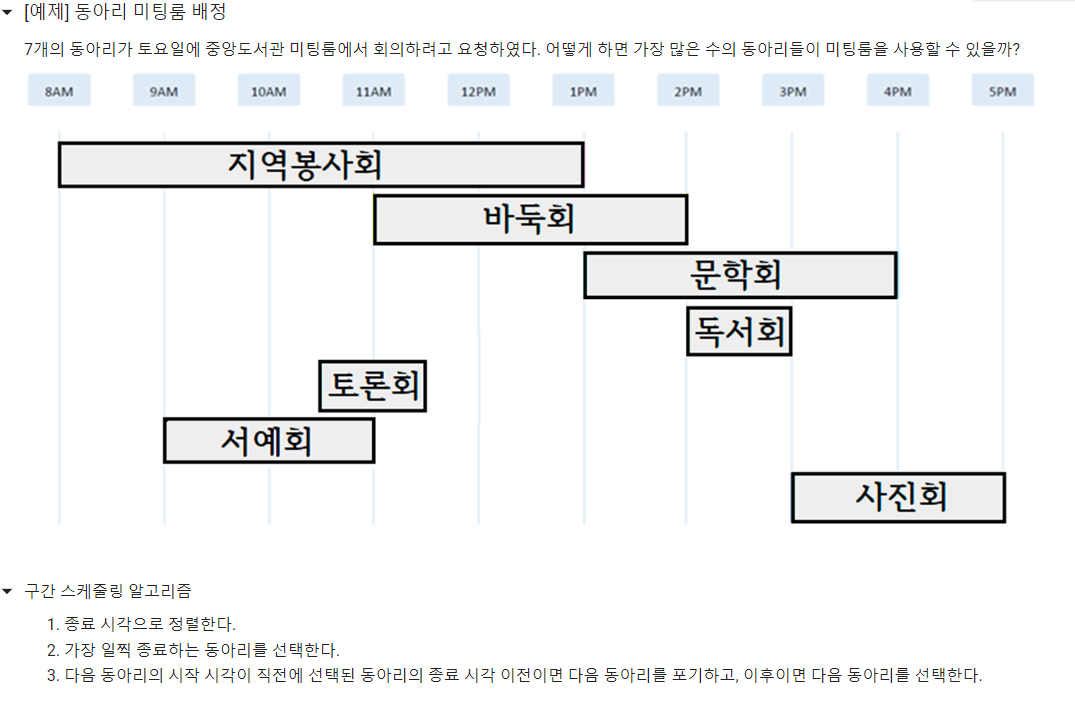 [예제] 동아리 미팅룸 배정
7개의 동아리가 토요일에 중앙도서관 미팅룸에서 회의하려고 요청하였다. 어떻게 하면 가장 많은 수의 동아리들이 미팅룸을 사용할 수 있을까?
8AM 9AM 10AM 11AM 12PM 1PM 2PM 3PM 4PM 5PM
지역봉사회
바둑회
문학회
독서회
토론회
서예회
사진회
구간 스케줄링 알고리즘
1. 종료 시각으로 정렬한다.
2. 가장 일찍 종료하는 동아리를 선택한다.
3. 다음 동아리의 시작 시각이 직전에 선택된 동아리의 종료 시각 이전이면 다음 동아리를 포기하고, 이후이면 다음 동아리를 선택한다.